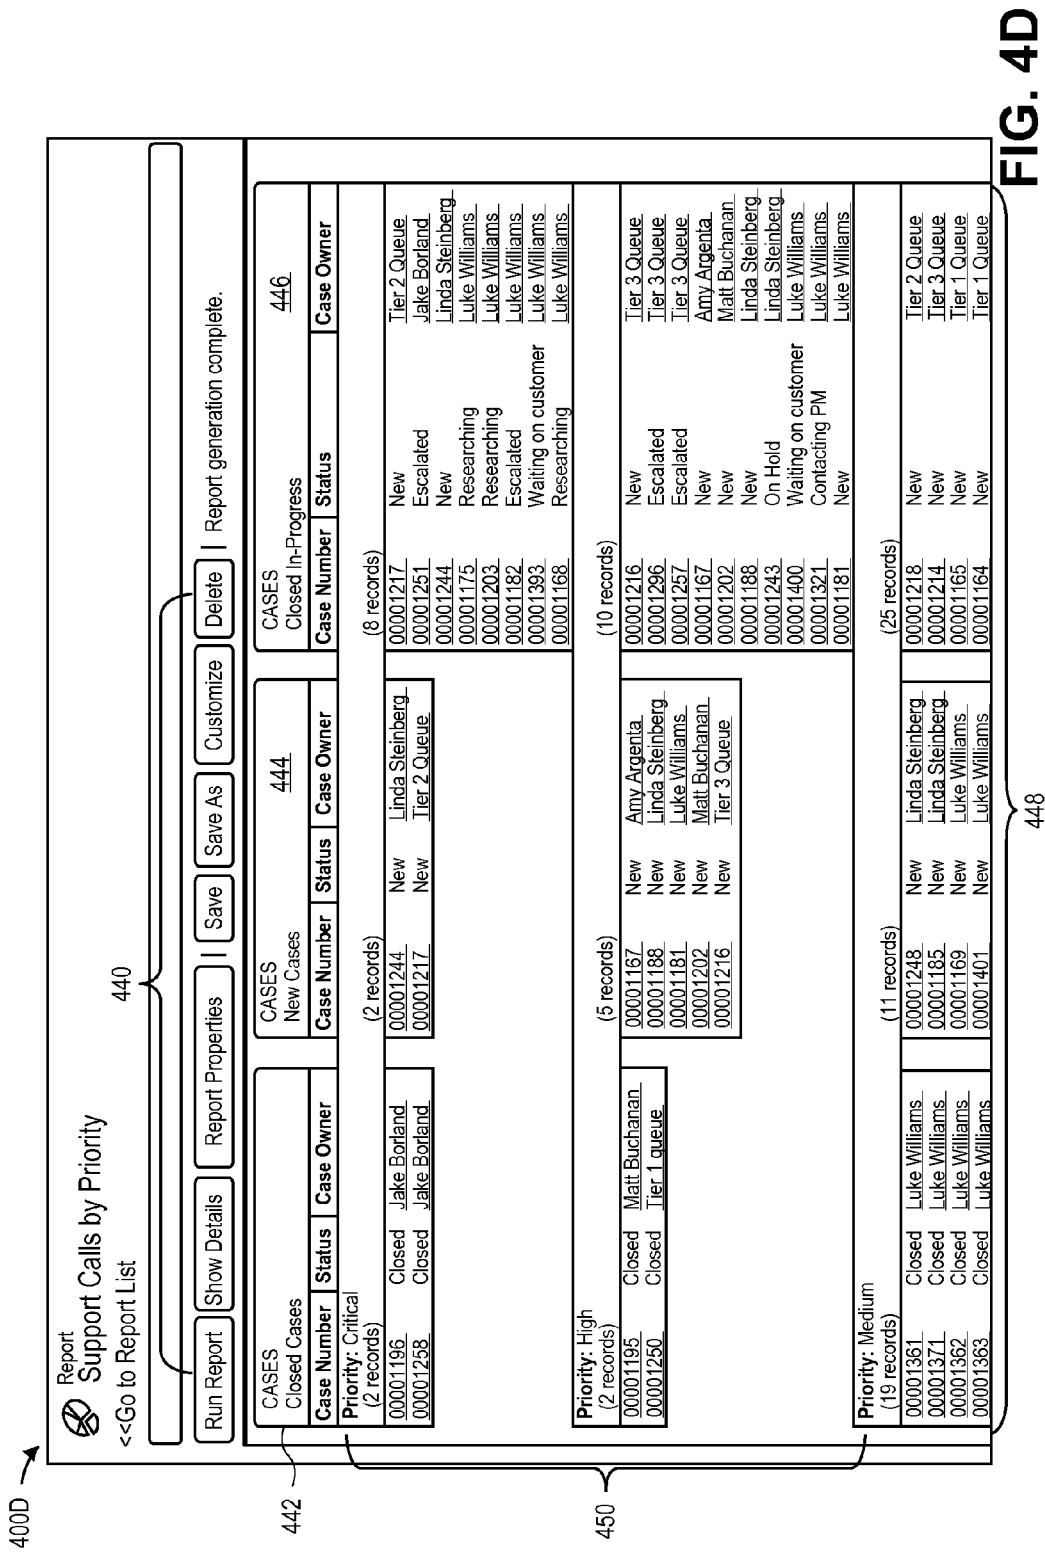 400D
Report
Support Calls by Priority
<<Go to Report List
440
Run Report Show Details Report Properties | Save Save As Customize Delete | Report generation complete.
442
CASES
Closed Cases
Case Number Status Case Owner
444
CASES
New Cases
Case Number Status Case Owner
446
CASES
Closed In-Progress
Case Number Status Case Owner
450
Priority: Critical
(2 records) (2 records) (8 records)
00001196 Closed Jake Borland 00001244 New Linda Steinberg 00001217 New Tier 2 Queue
00001258 Closed Jake Borland 00001217 New Tier 2 Queue 00001251 Escalated Jake Borland
00001244 New Linda Steinberg
00001175 Researching Luke Williams
00001203 Researching Luke Williams
00001182 Escalated Luke Williams
00001393 Waiting on customer Luke Williams
00001168 Researching Luke Williams
Priority: High
(2 records) (5 records) (10 records)
00001195 Closed Matt Buchanan 00001167 New Amy Argenta 00001216 New Tier 3 Queue
00001250 Closed Tier 1 queue 00001188 New Linda Steinberg 00001296 Escalated Tier 3 Queue
00001181 New Luke Williams 00001257 Escalated Tier 3 Queue
00001202 New Matt Buchanan 00001167 New Amy Argenta
00001216 New Tier 3 Queue 00001202 New Matt Buchanan
00001188 New Linda Steinberg
00001243 On Hold Linda Steinberg
00001400 Waiting on customer Luke Williams
00001321 Contacting PM Luke Williams
00001181 New Luke Williams
Priority: Medium
(19 records) (11 records) (25 records)
00001361 Closed Luke Williams 00001248 New Linda Steinberg 00001218 New Tier 2 Queue
00001371 Closed Luke Williams 00001185 New Linda Steinberg 00001214 New Tier 3 Queue
00001362 Closed Luke Williams 00001169 New Luke Williams 00001165 New Tier 1 Queue
00001363 Closed Luke Williams 00001401 New Luke Williams 00001164 New Tier 1 Queue
448
FIG. 4D